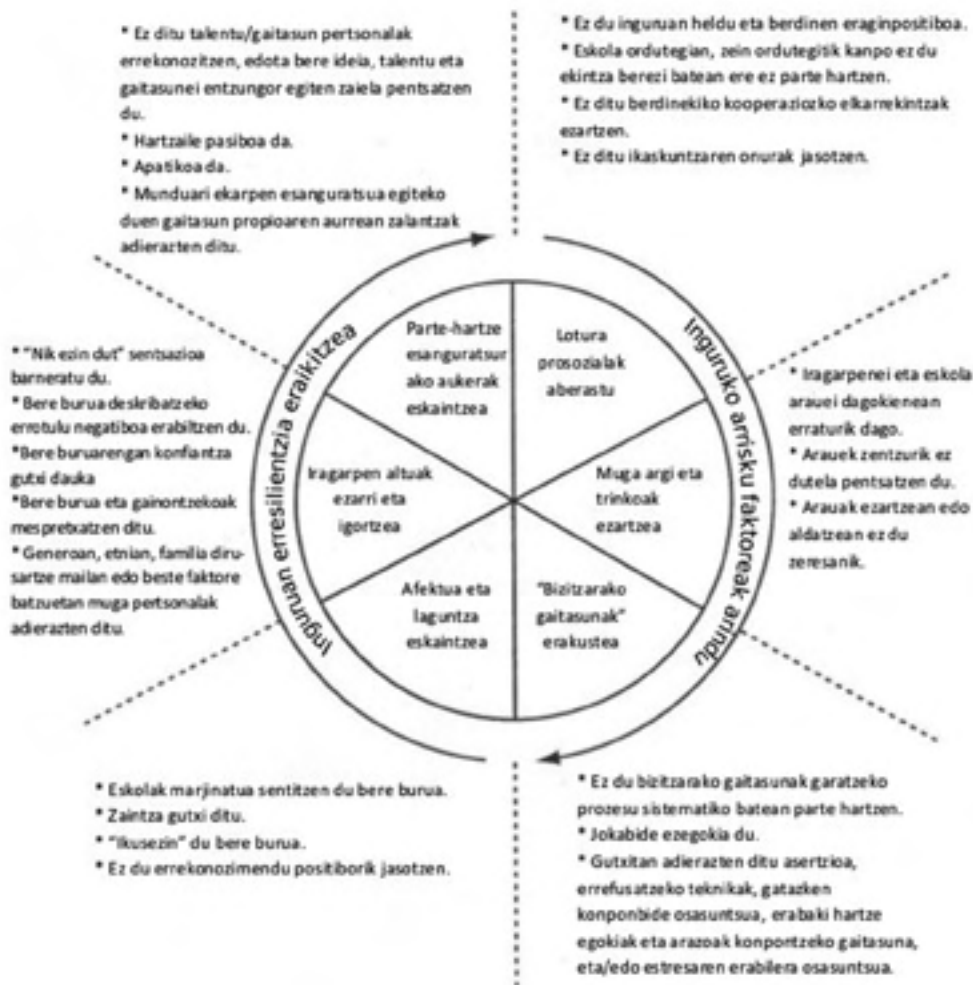 * Ez ditu talentu/gaitasun pertsonalak
errekonozitzen, edota bere ideia, talentu eta
gaitasunei entzungor egiten zaiela pentsatzen
du.
* Hartzaile pasiboa da.
* Apatikoa da.
* Munduari ekarpen esanguratsua egiteko
duen gaitasun propioaren aurrean zalantzak
adierazten ditu.
* Ez du inguruan heldu eta berdinen eraginpositiboa.
* Eskola ordutegian, zein ordutegitik kanpo ez du
ekintza berezi batean ere ez parte hartzen.
* Ez ditu berdinekiko kooperaziozko elkarrekintzak
ezartzen.
* Ez ditu ikaskuntzaren onurak jasotzen.
* "Nik ezin dut" sentsazioa
barneratu du.
* Bere burua deskribatzeko
errotulu negatiboa erabiltzen du.
*Bere buruarengan konfiantza
gutxi dauka
*Bere burua eta gainontzekoak
mespretxatzen ditu.
* Generoan, etnian, familia diru-
sartze mailan edo beste faktore
batzuetan muga pertsonalak
adierazten ditu.
Inguruan erresilientzia eraikitzea
Parte-hartze
esanguratsur
ako aukerak
eskaintzea
Lotura
prosozialak
aberastu
Iragarpen altuak
ezarri eta
igortzea
Muga argi eta
trinkoak
ezartzea
Afektua eta
laguntza
eskaintzea
"Bizitzarako
gaitasunak"
erakustea
Inguruko arrisku faktoreak arindu
* Iragarpenei eta eskola
arauei dagokienean
erraturik dago.
* Arauek zentzurik ez
dutela pentsatzen du.
* Arauak ezartzean edo
aldatzean ez du
zeresanik.
* Eskolak marjinatua sentitzen du bere burua.
* Zaintza gutxi ditu.
* "Ikusezin" du bere burua.
* Ez du errekonozimendu positiborik jasotzen.
* Ez du bizitzarako gaitasunak garatzeko
prozesu sistematiko batean parte hartzen.
* Jokabide ezegokia du.
* Gutxitan adierazten ditu asertzioa,
errefusatzeko teknikak, gatazken
konponbide osasuntsua, erabaki hartze
egokiak eta arazoak konpontzeko gaitasuna,
eta/edo estresaren erabilera osasuntsua.